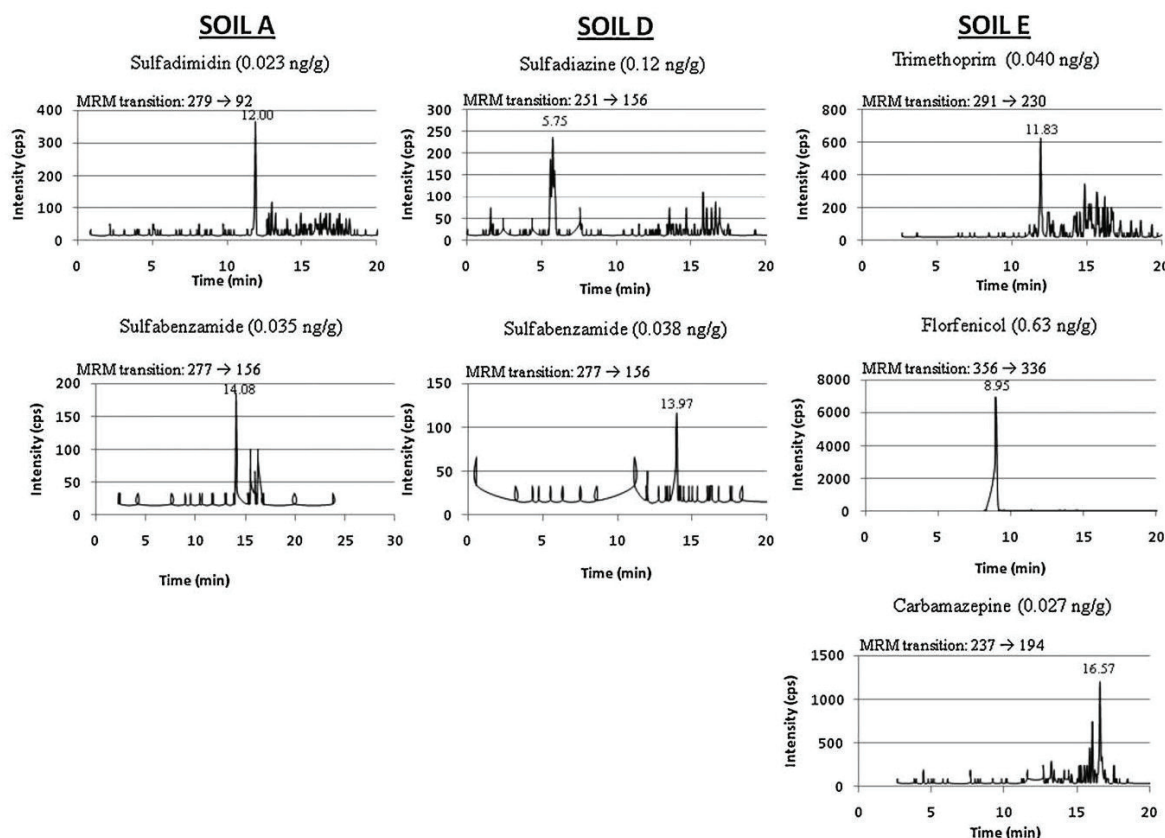 SOIL A
Sulfadimidin (0.023 ng/g)
MRM transition: 279 → 92
12.00
Intensity (cps)
400
300
200
100
0
0 5 10 15 20
Time (min)
Sulfabenzamide (0.035 ng/g)
MRM transition: 277 → 156
14.08
Intensity (cps)
200
150
100
50
0
0 5 10 15 20 25 30
Time (min)
SOIL D
Sulfadiazine (0.12 ng/g)
MRM transition: 251 → 156
5.75
Intensity (cps)
300
250
200
150
100
50
0
0 5 10 15 20
Time (min)
Sulfabenzamide (0.038 ng/g)
MRM transition: 277 → 156
13.97
Intensity (cps)
150
100
50
0
0 5 10 15 20
Time (min)
SOIL E
Trimethoprim (0.040 ng/g)
MRM transition: 291 → 230
11.83
Intensity (cps)
800
600
400
200
0
0 5 10 15 20
Time (min)
Florfenicol (0.63 ng/g)
MRM transition: 356 → 336
8.95
Intensity (cps)
8000
6000
4000
2000
0
0 5 10 15 20
Time (min)
Carbamazepine (0.027 ng/g)
MRM transition: 237 → 194
16.57
Intensity (cps)
1500
1000
500
0
0 5 10 15 20
Time (min)